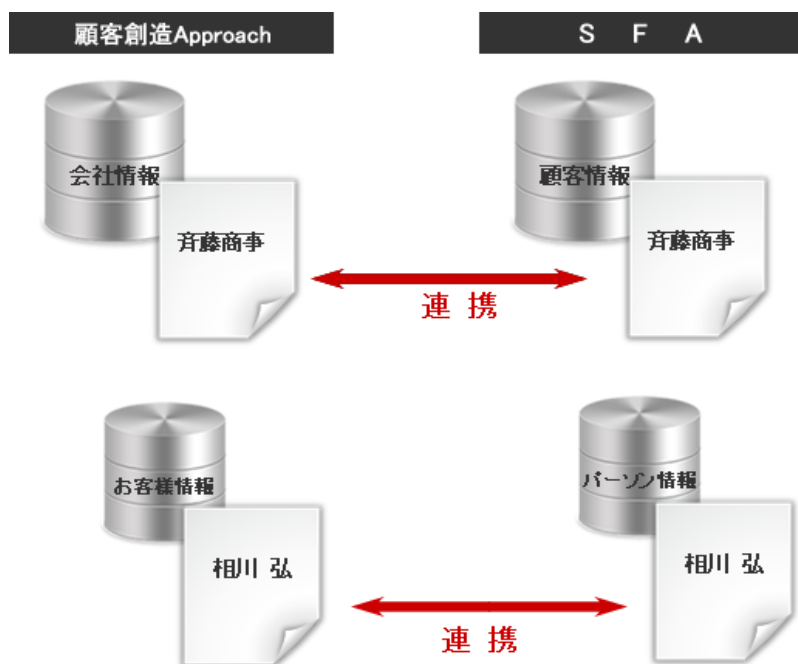 顧客創造Approach
S F A
会社情報
斉藤商事
顧客情報
斉藤商事
連 携
お客様情報
相川 弘
パーソン情報
相川 弘
連 携